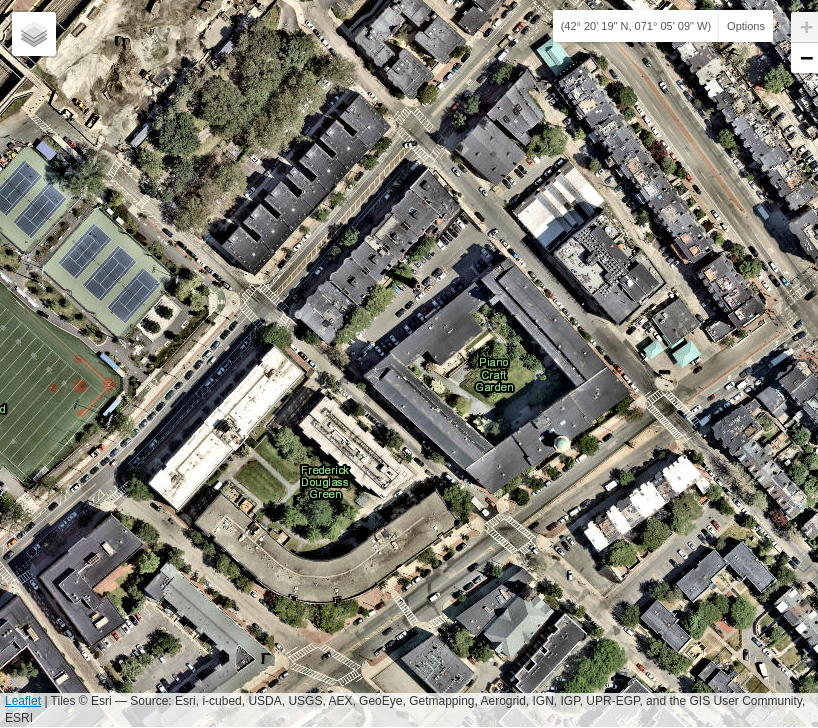 (42° 20' 19" N, 071° 05' 09" W) Options
+
−
Piano
Craft
Garden
d
Frederick
Douglass
Green
Leaflet | Tiles © Esri — Source: Esri, i-cubed, USDA, USGS, AEX, GeoEye, Getmapping, Aerogrid, IGN, IGP, UPR-EGP, and the GIS User Community,
ESRI